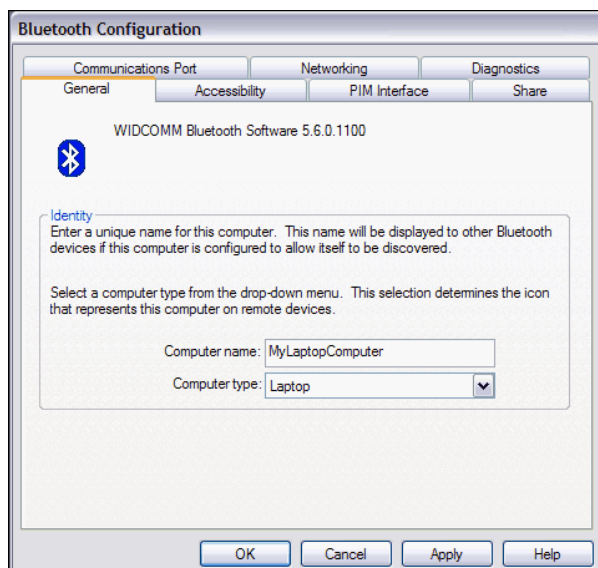 Bluetooth Configuration
Communications Port Networking Diagnostics
General Accessibility PIM Interface Share
WIDCOMM Bluetooth Software 5.6.0.1100
Identity
Enter a unique name for this computer. This name will be displayed to other Bluetooth
devices if this computer is configured to allow itself to be discovered.
Select a computer type from the drop-down menu. This selection determines the icon
that represents this computer on remote devices.
Computer name: MyLaptopComputer
Computer type: Laptop
OK Cancel Apply Help